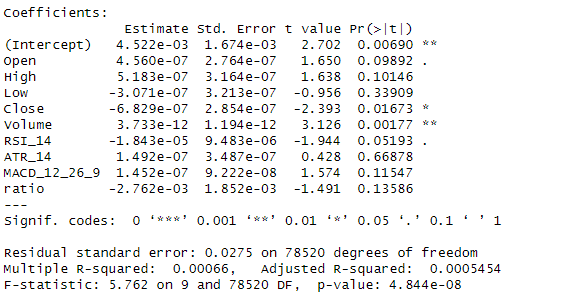 Coefficients:
Estimate Std. Error t value Pr(>|t|)
(Intercept) 4.522e-03 1.674e-03 2.702 0.00690 **
Open 4.560e-07 2.764e-07 1.650 0.09892 .
High 5.183e-07 3.164e-07 1.638 0.10146
Low -3.071e-07 3.213e-07 -0.956 0.33909
Close -6.829e-07 2.854e-07 -2.393 0.01673 *
Volume 3.733e-12 1.194e-12 3.126 0.00177 **
RSI_14 -1.843e-05 9.483e-06 -1.944 0.05193 .
ATR_14 1.492e-07 3.487e-07 0.428 0.66878
MACD_12_26_9 1.452e-07 9.222e-08 1.574 0.11547
ratio -2.762e-03 1.852e-03 -1.491 0.13586
---
Signif. codes: 0 ‘***’ 0.001 ‘**’ 0.01 ‘*’ 0.05 ‘.’ 0.1 ‘ ’ 1
Residual standard error: 0.0275 on 78520 degrees of freedom
Multiple R-squared: 0.00066, Adjusted R-squared: 0.0005454
F-statistic: 5.762 on 9 and 78520 DF, p-value: 4.844e-08